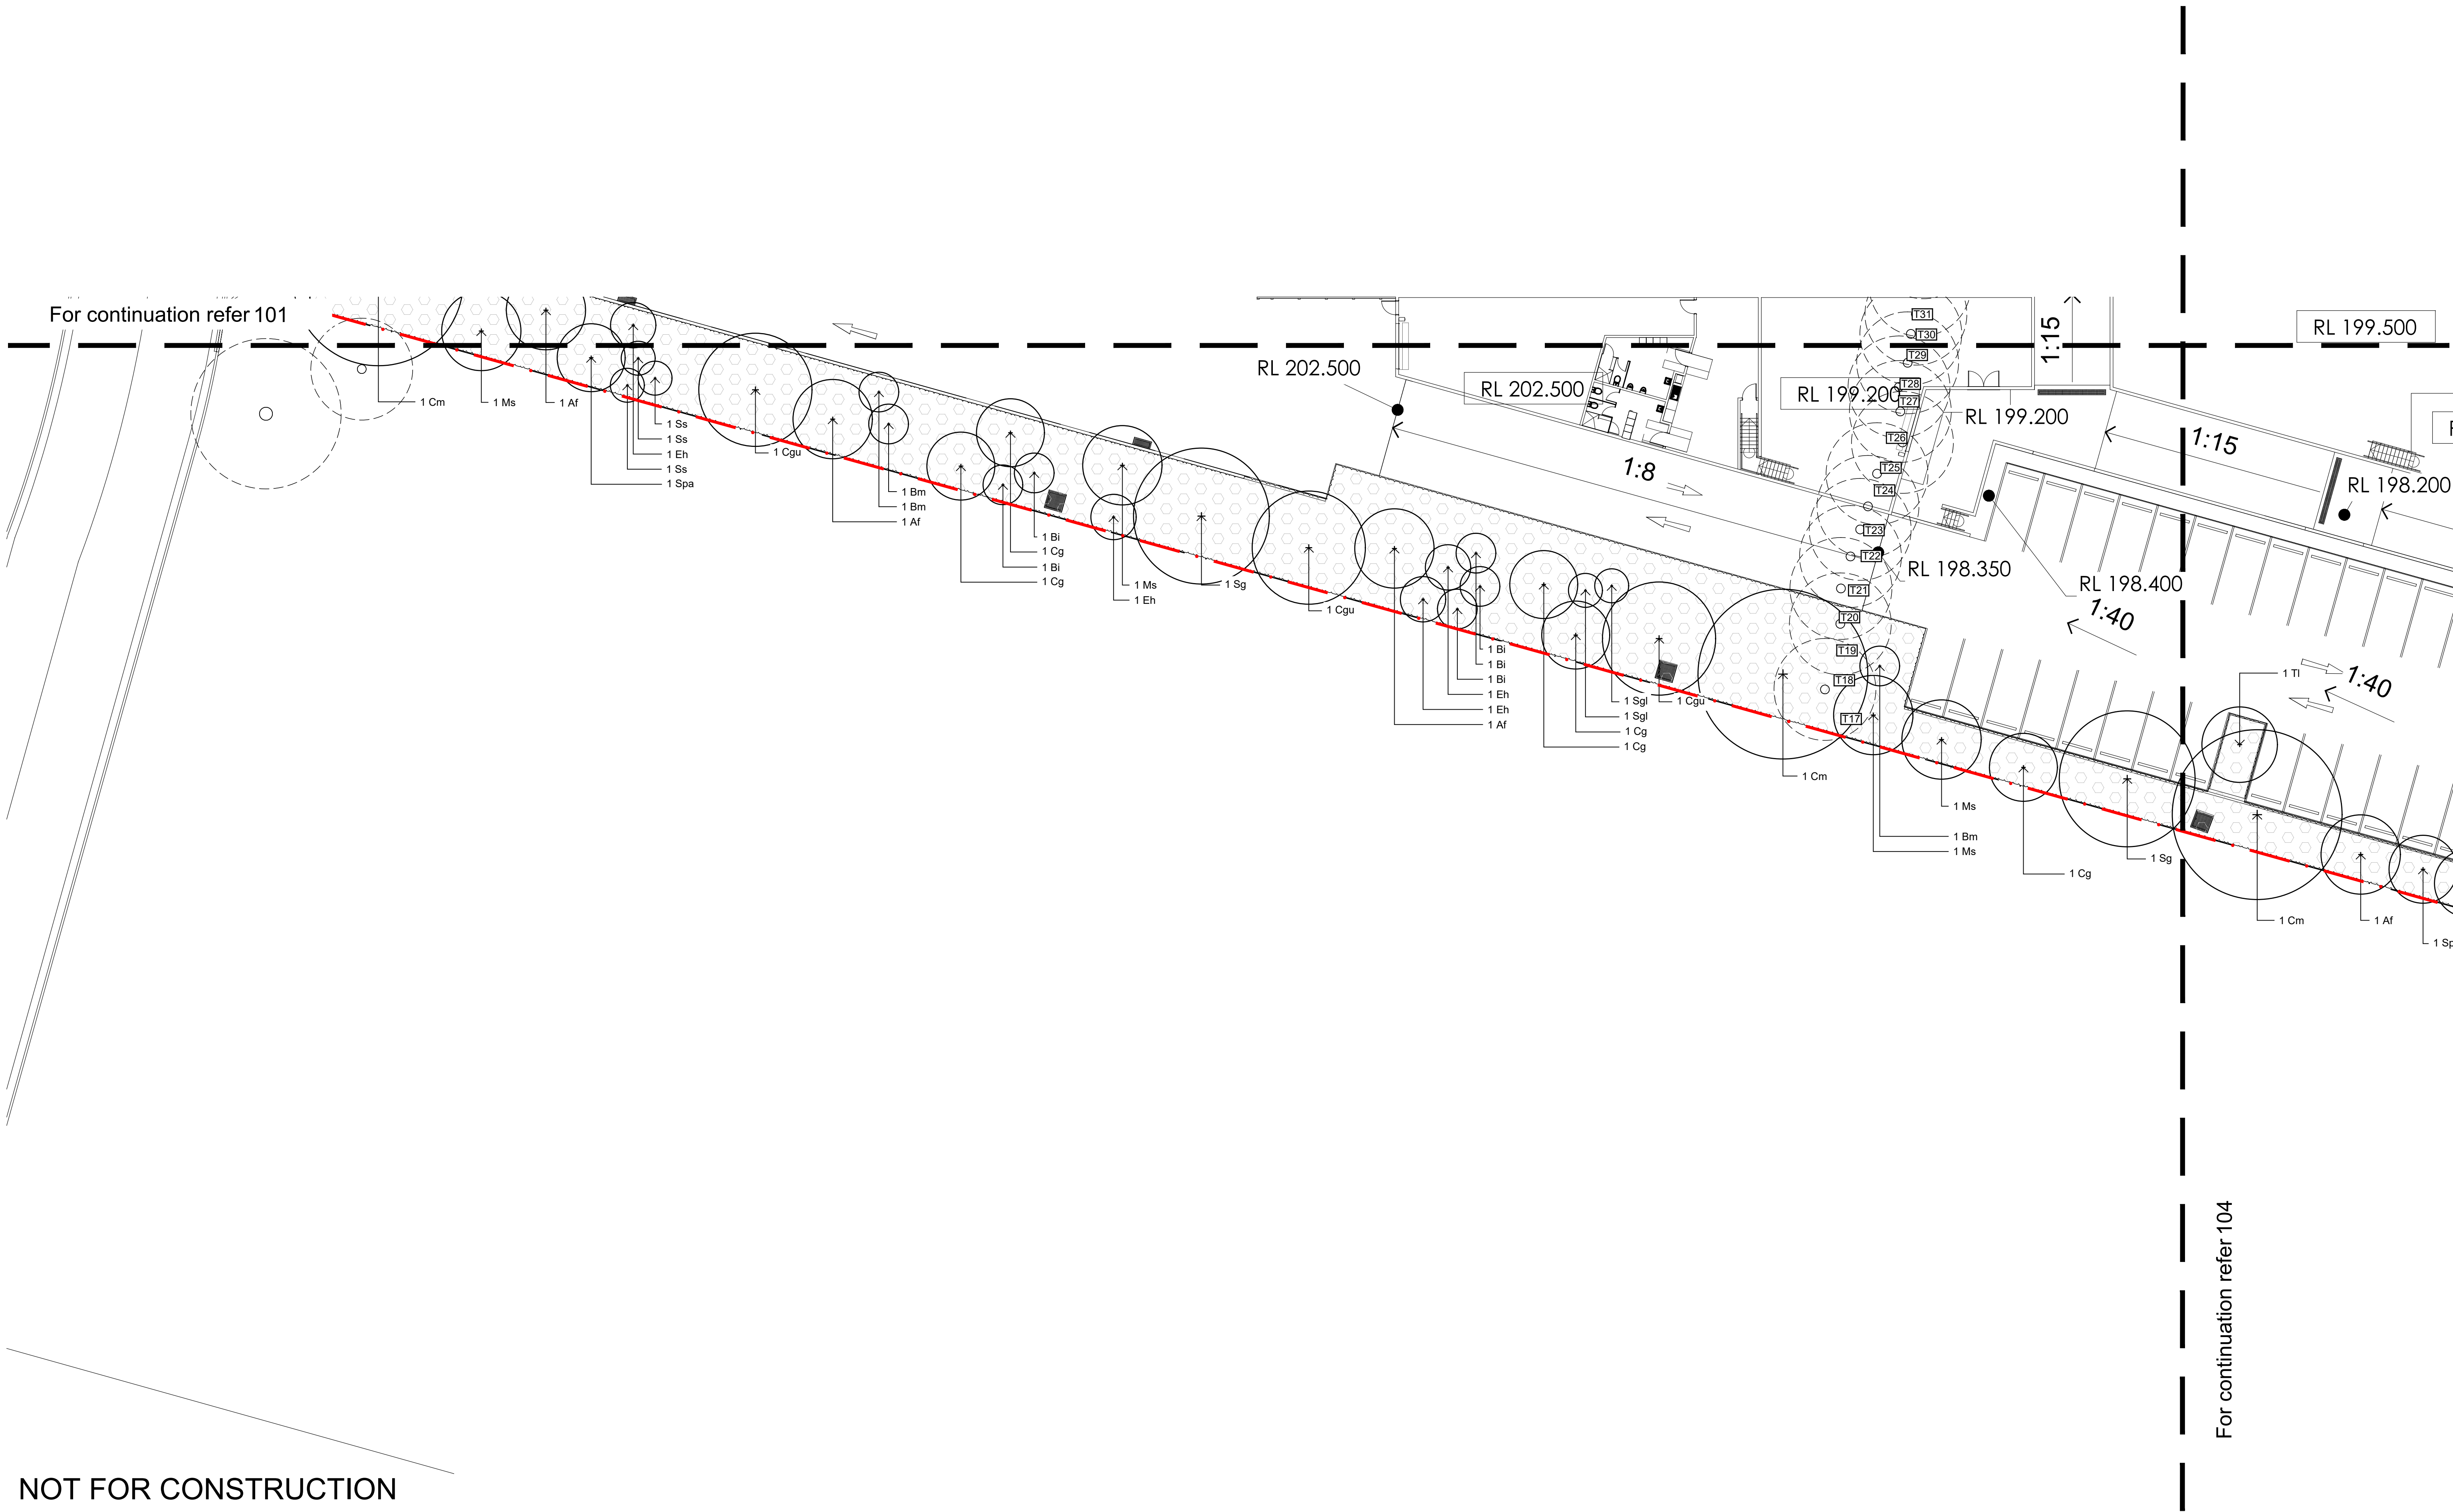 For continuation refer 101
RL 199.500
RL 202.500
RL 202.500
RL 199.200
RL 199.200
1:15
1:15
1:8
RL 198.200
RL 198.350
RL 198.400
1:40
1:40
T31
T30
T29
T28
T27
T26
T25
T24
T23
T22
T21
T20
T19
T18
T17
1 Cm
1 Ms
1 Af
1 Ss
1 Ss
1 Eh
1 Ss
1 Spa
1 Cgu
1 Bm
1 Bm
1 Af
1 Bi
1 Cg
1 Bi
1 Cg
1 Ms
1 Eh
1 Sg
1 Cgu
1 Bi
1 Bi
1 Bi
1 Eh
1 Eh
1 Af
1 Sgl
1 Sgl
1 Cg
1 Cg
1 Cgu
1 Cm
1 Ms
1 Bm
1 Ms
1 Cg
1 Sg
1 Tl
1 Cm
1 Af
1 Sp
For continuation refer 104
NOT FOR CONSTRUCTION